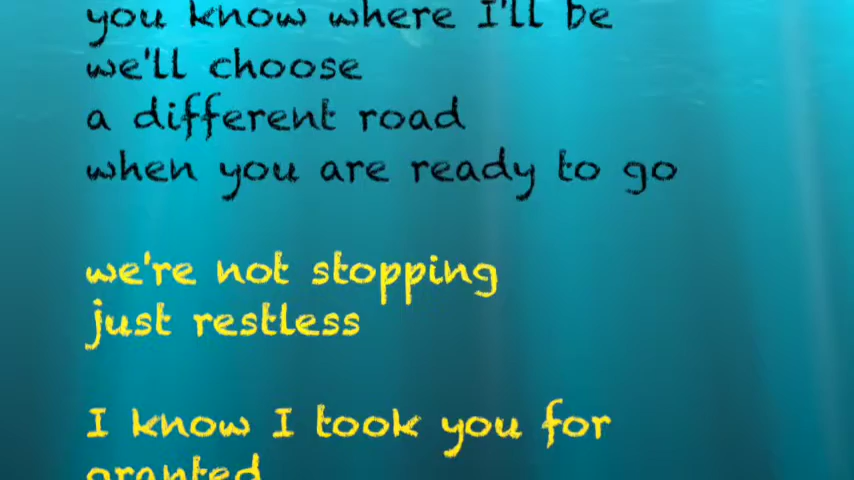 you know where I'll be
we'll choose
a different road
when you are ready to go
we're not stopping
just restless
I know I took you for
granted